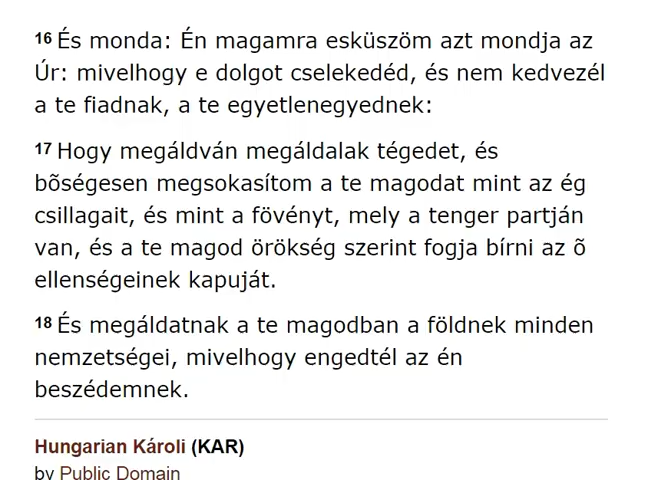 16 És monda: Én magamra esküszöm azt mondja az
Úr: mivelhogy e dolgot cselekedéd, és nem kedvezél
a te fiadnak, a te egyetlenegyednek:
17 Hogy megáldván megáldalak tégedet, és
bõségesen megsokasítom a te magodat mint az ég
csillagait, és mint a fövényt, mely a tenger partján
van, és a te magod örökség szerint fogja bírni az õ
ellenségeinek kapuját.
18 És megáldatnak a te magodban a földnek minden
nemzetségei, mivelhogy engedtél az én
beszédemnek.
Hungarian Károli (KAR)
by Public Domain